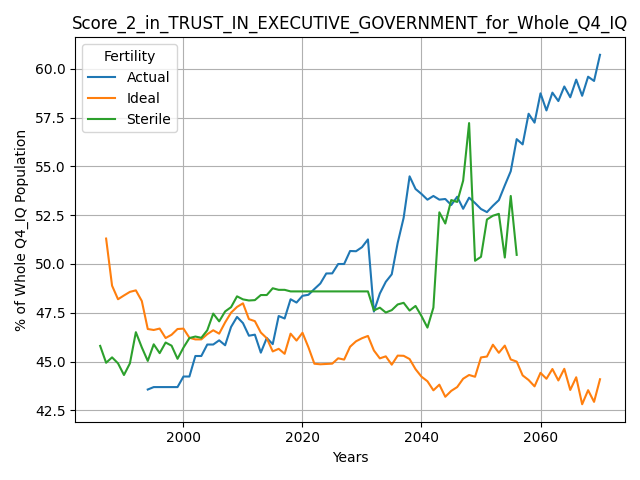 Score_2_in_TRUST_IN_EXECUTIVE_GOVERNMENT_for_Whole_Q4_IQ
Fertility
Actual
Ideal
Sterile
% of Whole Q4_IQ Population
60.0
57.5
55.0
52.5
50.0
47.5
45.0
42.5
2000
2020
2040
2060
Years